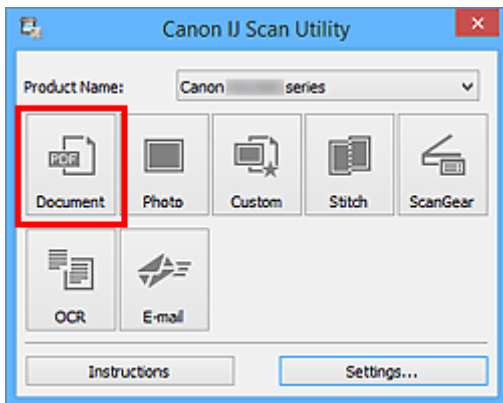 Canon IJ Scan Utility
Product Name: Canon series
PDF
Document Photo Custom Stitch ScanGear
OCR E-mail
Instructions Settings...